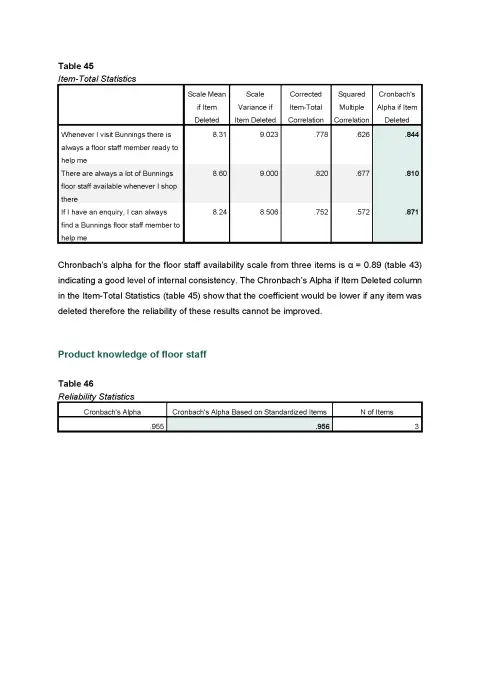 Table 45
Item-Total Statistics
Scale Mean if Item Deleted Scale Variance if Item Deleted Corrected Item-Total Correlation Squared Multiple Correlation Cronbach's Alpha if Item Deleted
Whenever I visit Bunnings there is always a floor staff member ready to help me 8.31 9.023 .778 .626 .844
There are always a lot of Bunnings floor staff available whenever I shop there 8.60 9.000 .820 .677 .810
If I have an enquiry, I can always find a Bunnings floor staff member to help me 8.24 8.506 .752 .572 .871
Chronbach's alpha for the floor staff availability scale from three items is α = 0.89 (table 43)
indicating a good level of internal consistency. The Chronbach's Alpha if Item Deleted column
in the Item-Total Statistics (table 45) show that the coefficient would be lower if any item was
deleted therefore the reliability of these results cannot be improved.
Product knowledge of floor staff
Table 46
Reliability Statistics
Cronbach's Alpha Cronbach's Alpha Based on Standardized Items N of Items
.955 .956 3